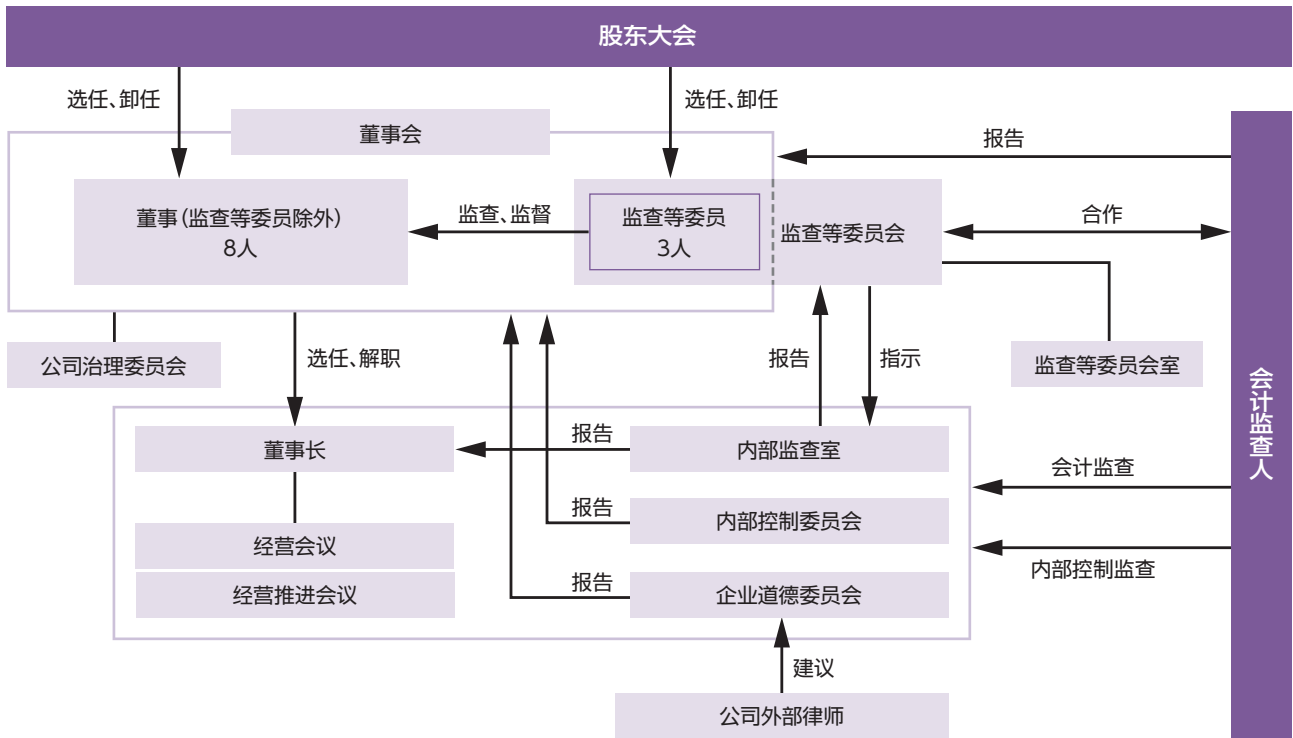 股东大会
选任、卸任
选任、卸任
董事会
报告
董事（监查等委员除外）
8人
监查、监督
监查等委员
3人
监查等委员会
合作
公司治理委员会
选任、解职
报告
指示
监查等委员会室
会计监查人
董事长
报告
内部监查室
会计监查
报告
内部控制委员会
经营会议
内部控制监查
经营推进会议
报告
企业道德委员会
建议
公司外部律师